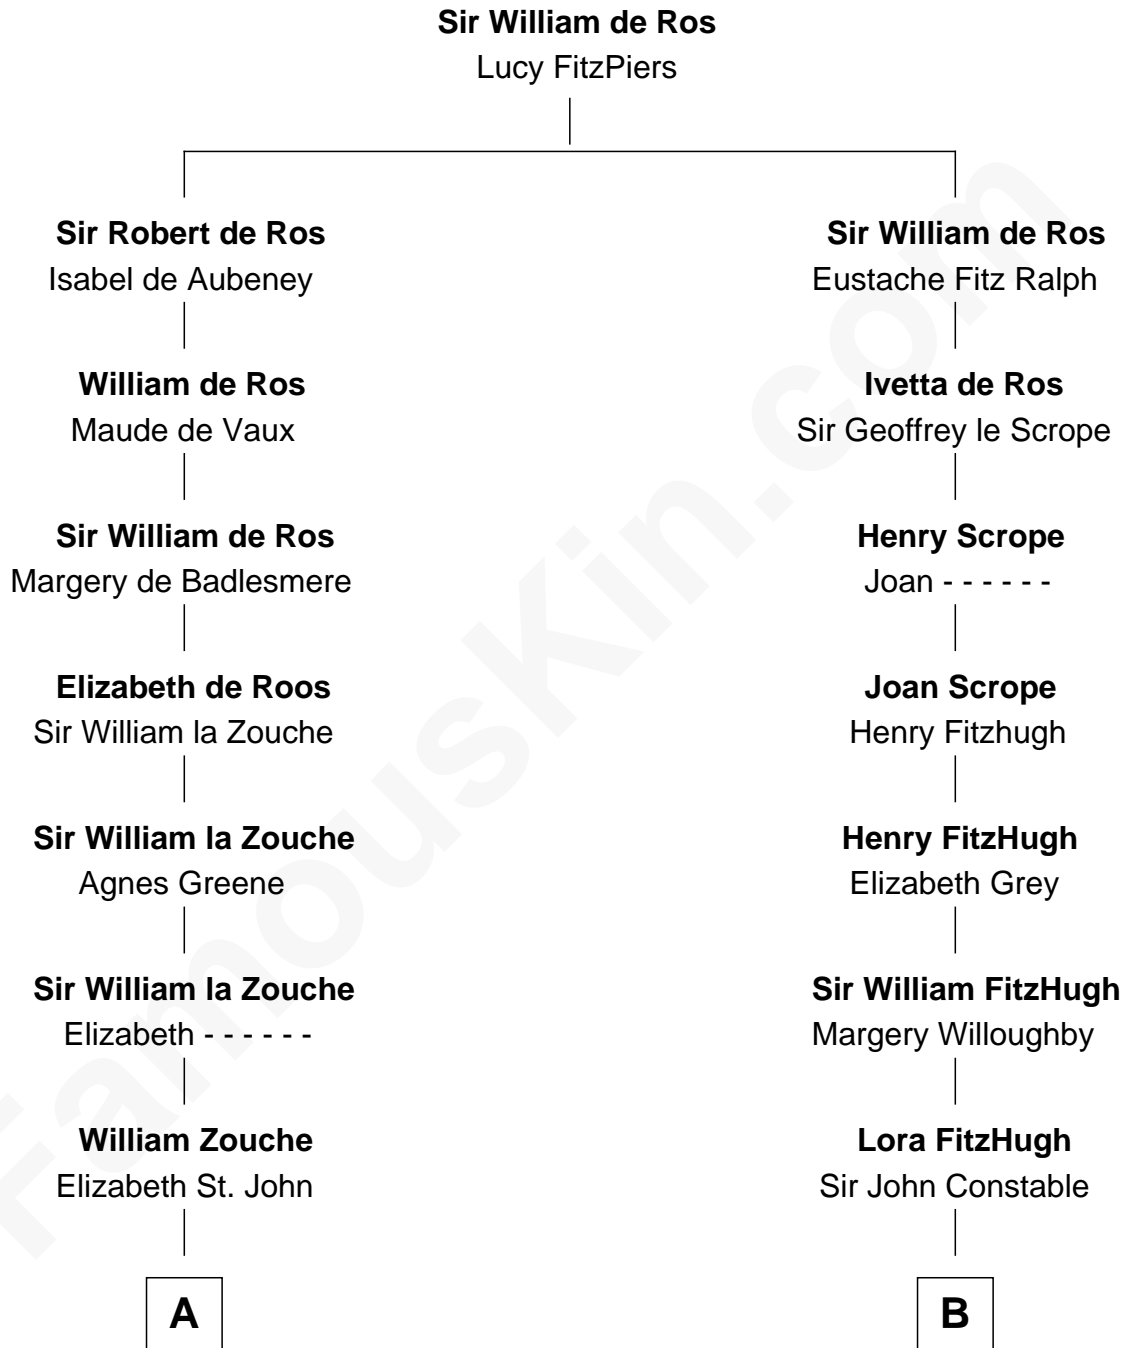 Sir William de Ros
Lucy FitzPiers
Sir Robert de Ros
Isabel de Aubeney
William de Ros
Maude de Vaux
Sir William de Ros
Margery de Badlesmere
Elizabeth de Roos
Sir William la Zouche
Sir William la Zouche
Agnes Greene
Sir William la Zouche
Elizabeth - - - - - -
William Zouche
Elizabeth St. John
A
Sir William de Ros
Eustache Fitz Ralph
Ivetta de Ros
Sir Geoffrey le Scrope
Henry Scrope
Joan - - - - - -
Joan Scrope
Henry Fitzhugh
Henry FitzHugh
Elizabeth Grey
Sir William FitzHugh
Margery Willoughby
Lora FitzHugh
Sir John Constable
B
FamousKin.com